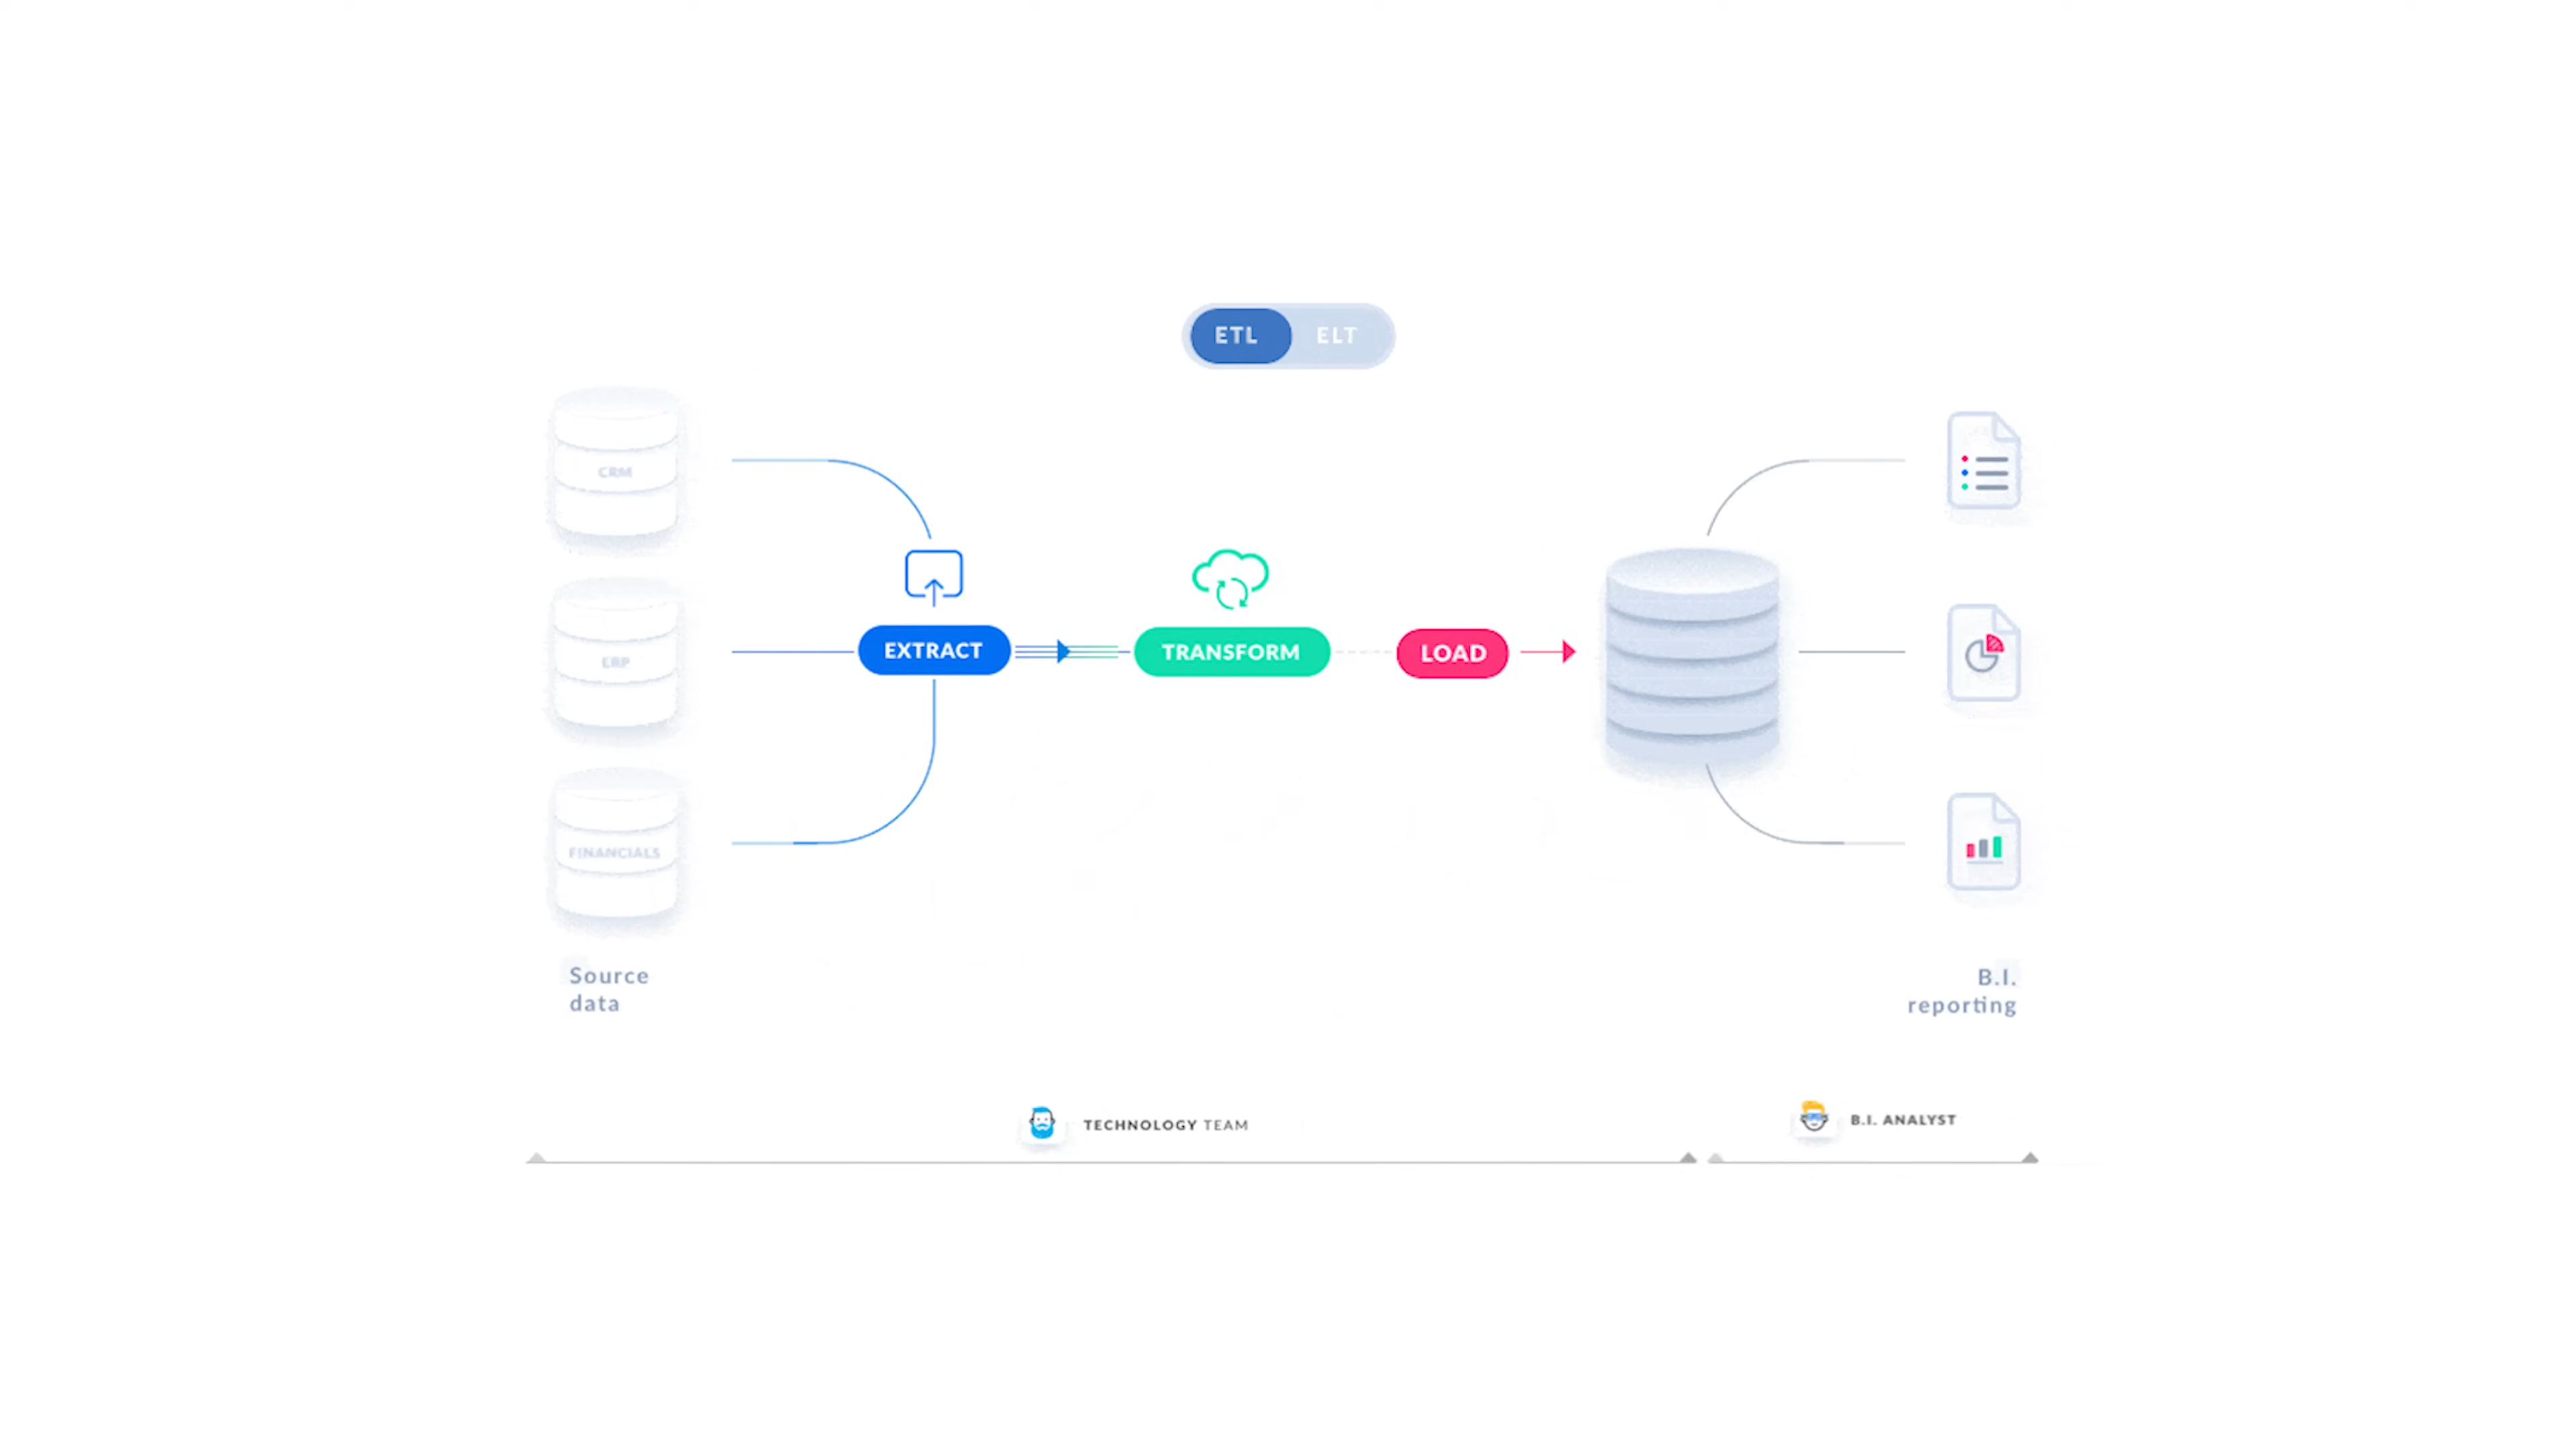 ETL ELT
CRM
ERP
FINANCIALS
EXTRACT
TRANSFORM
LOAD
Source
data
B.I.
reporting
TECHNOLOGY TEAM
B.I. ANALYST